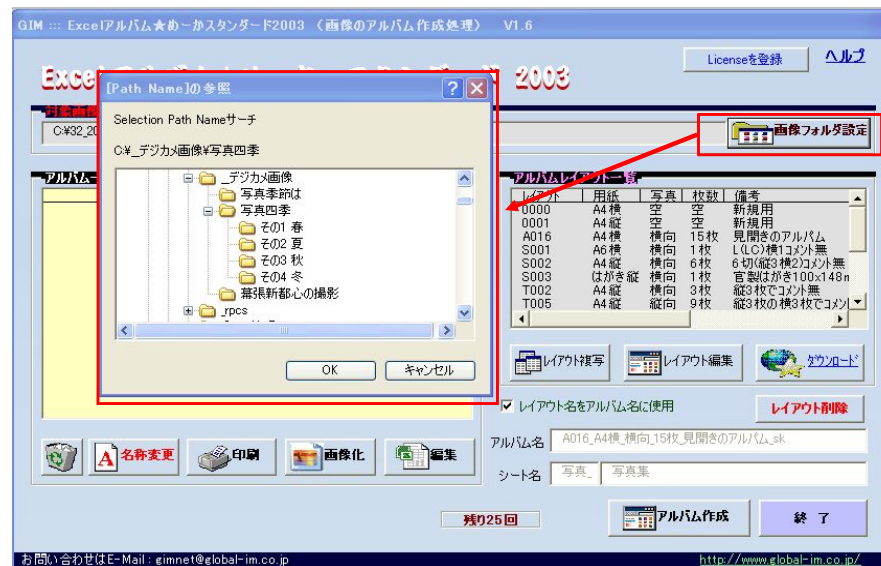 GIM ::: Excelアルバム★めーかスタンダード2003 （画像のアルバム作成処理） V1.6
Licenseを登録
ヘルプ
2003
[Path Name]の参照
Selection Path Nameサーチ
C:¥_デジカメ画像¥写真四季
_デジカメ画像
写真季節は
写真四季
その1 春
その2 夏
その3 秋
その4 冬
幕張新都心の撮影
_rpcs
OK
キャンセル
C:¥32_20
画像フォルダ設定
アルバムレイアウト一覧
レイアウト 用紙 写真 枚数 備考
0000 A4横 空 空 新規用
0001 A4縦 空 空 新規用
A016 A4横 横向 15枚 見開きのアルバム
S001 A6横 横向 1枚 L(LC)横1コメント無
S002 A4縦 横向 6枚 6切(縦3横2)コメント無
S003 はがき縦 横向 1枚 官製はがき100x148m
T002 A4縦 横向 3枚 縦3枚でコメント無
T005 A4縦 縦向 9枚 縦3枚の横3枚でコメン
レイアウト複写
レイアウト編集
ダウンロード
レイアウト名をアルバム名に使用
レイアウト削除
アルバム名 A016_A4横_横向_15枚_見開きのアルバム_sk
シート名 写真_ 写真集
名称変更
印刷
画像化
編集
残り25回
アルバム作成
終 了
お問い合わせはE-Mail : gimnet@global-im.co.jp
http://www.global-im.co.jp/